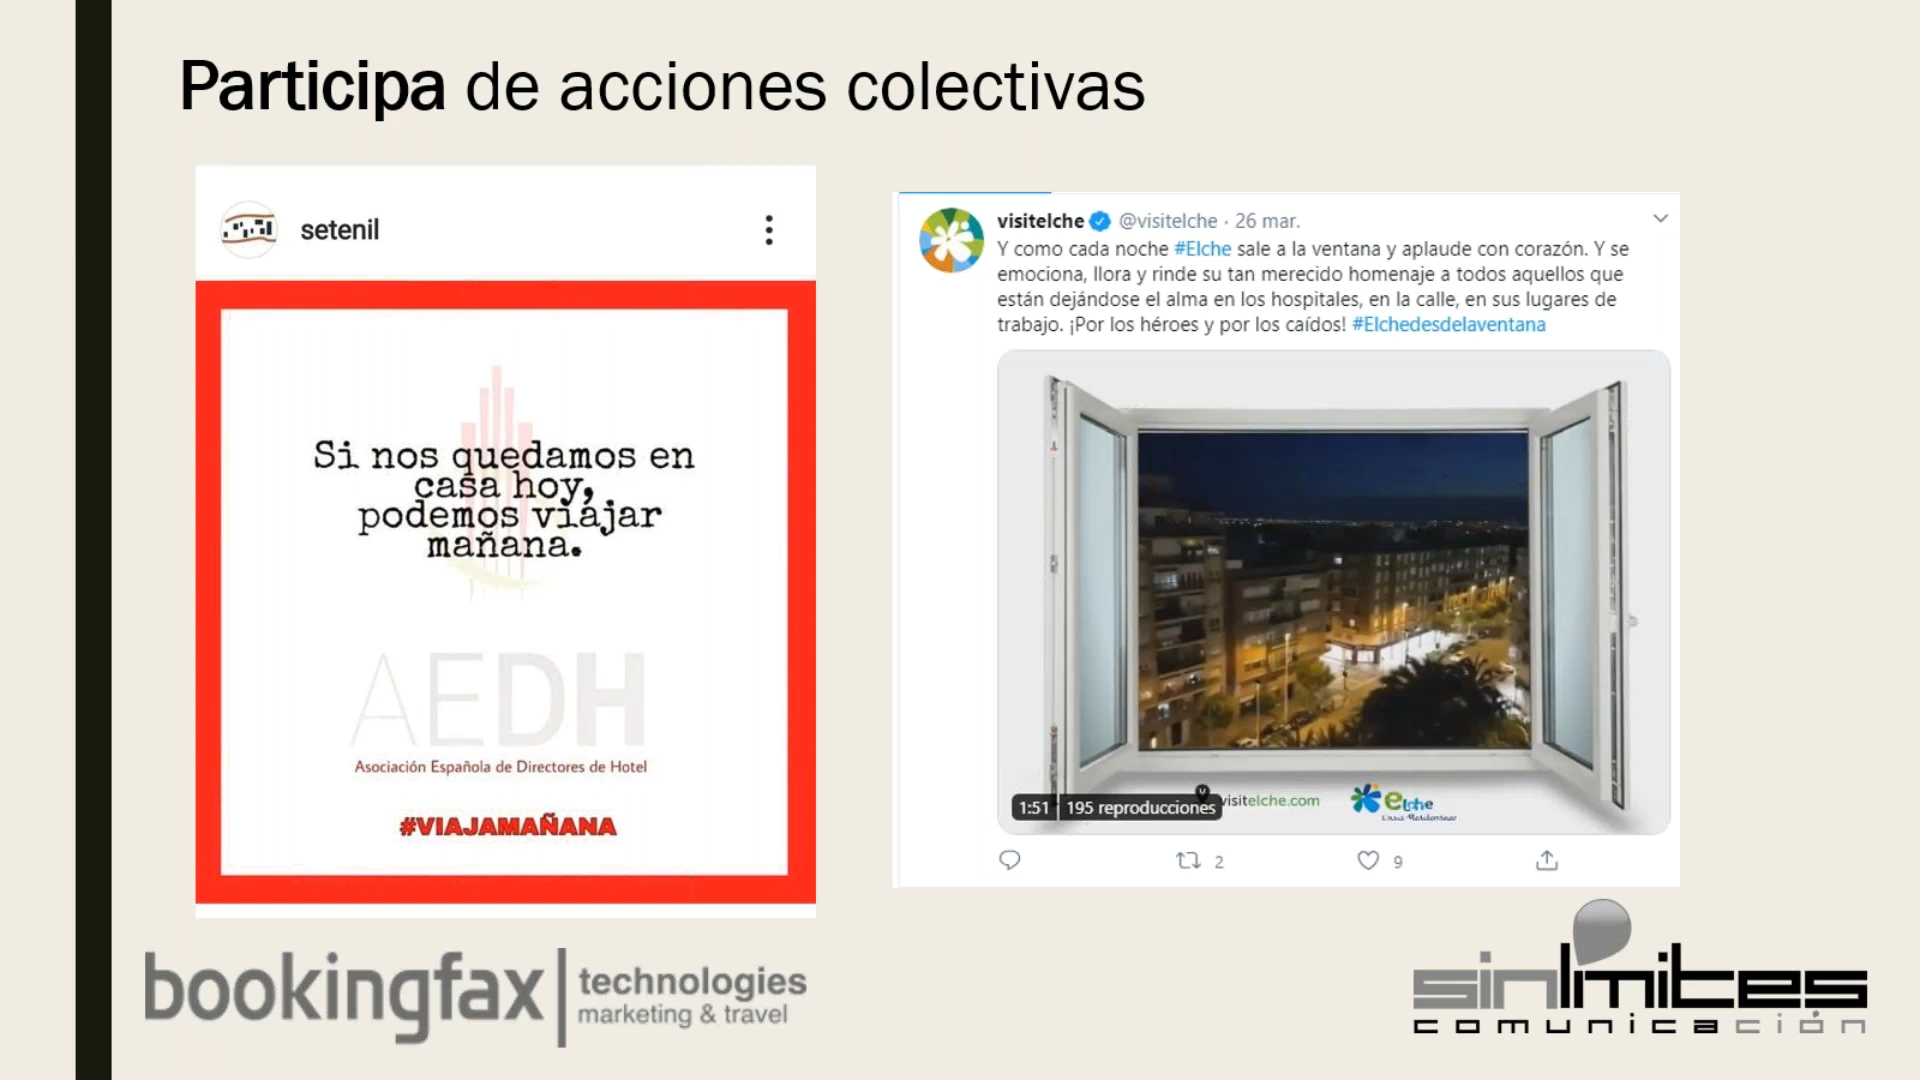 Participa de acciones colectivas
setenil
Si nos quedamos en
casa hoy,
podemos viajar
mañana.
AEDH
Asociación Española de Directores de Hotel
#VIAJAMAÑANA
visitelche @visitelche · 26 mar.
Y como cada noche #Elche sale a la ventana y aplaude con corazón. Y se
emociona, llora y rinde su tan merecido homenaje a todos aquellos que
están dejándose el alma en los hospitales, en la calle, en sus lugares de
trabajo. ¡Por los héroes y por los caídos! #Elchedesdelaventana
1:51 195 reproducciones
visitelche.com
Elche
2
9
bookingfax technologies
marketing & travel
sinlimites
comunicación